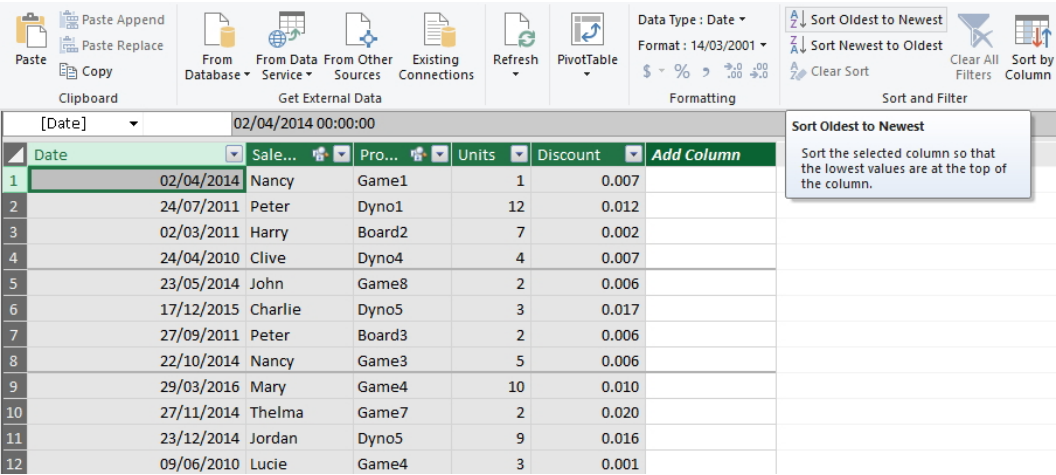 Paste
Paste Append
Paste Replace
Copy
Clipboard
From Database
From Data Service
From Other Sources
Existing Connections
Get External Data
Refresh
PivotTable
Data Type : Date
Format : 14/03/2001
$ % , .00 .00
Formatting
Sort Oldest to Newest
Sort Newest to Oldest
Clear Sort
Clear All Filters
Sort by Column
Sort and Filter
[Date] 02/04/2014 00:00:00
Sort Oldest to Newest
Sort the selected column so that
the lowest values are at the top of
the column.
Date Sale... Pro... Units Discount Add Column
1 02/04/2014 Nancy Game1 1 0.007
2 24/07/2011 Peter Dyno1 12 0.012
3 02/03/2011 Harry Board2 7 0.002
4 24/04/2010 Clive Dyno4 4 0.007
5 23/05/2014 John Game8 2 0.006
6 17/12/2015 Charlie Dyno5 3 0.017
7 27/09/2011 Peter Board3 2 0.006
8 22/10/2014 Nancy Game3 5 0.006
9 29/03/2016 Mary Game4 10 0.010
10 27/11/2014 Thelma Game7 2 0.020
11 23/12/2014 Jordan Dyno5 9 0.016
12 09/06/2010 Lucie Game4 3 0.001